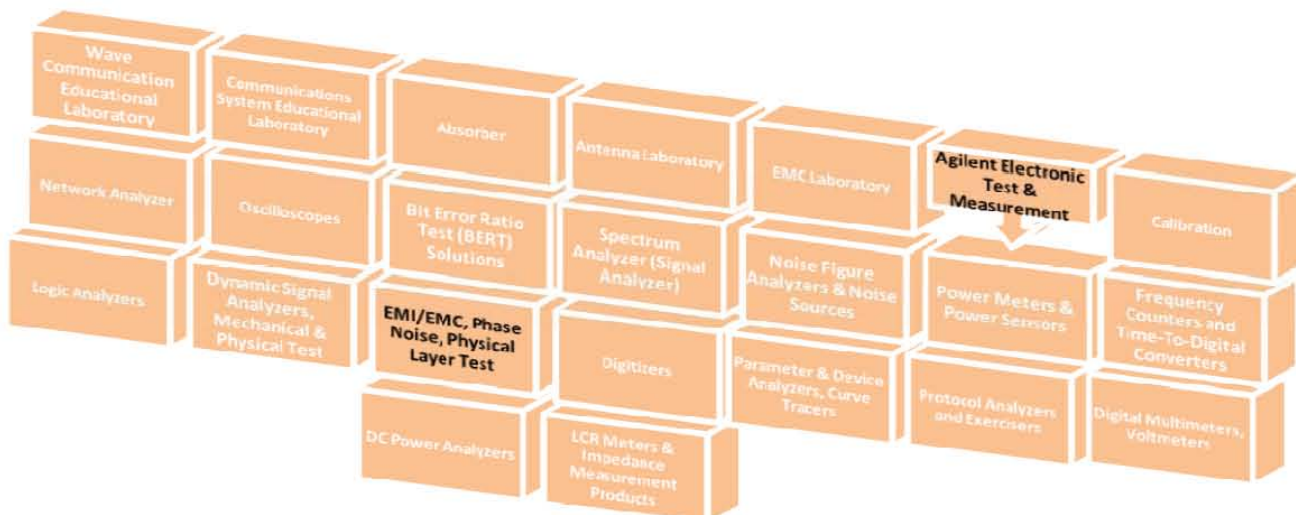 Wave
Communication
Educational
Laboratory
Communications
System Educational
Laboratory
Absorber
Antenna Laboratory
EMC Laboratory
Agilent Electronic
Test &
Measurement
Calibration
Network Analyzer
Oscilloscopes
Bit Error Ratio
Test (BERT)
Solutions
Spectrum
Analyzer (Signal
Analyzer)
Noise Figure
Analyzers & Noise
Sources
Power Meters &
Power Sensors
Frequency
Counters and
Time-To-Digital
Converters
Logic Analyzers
Dynamic Signal
Analyzers,
Mechanical &
Physical Test
EMI/EMC, Phase
Noise, Physical
Layer Test
Digitizers
Parameter & Device
Analyzers, Curve
Tracers
Protocol Analyzers
and Exercisers
Digital Multimeters,
Voltmeters
DC Power Analyzers
LCR Meters &
Impedance
Measurement
Products